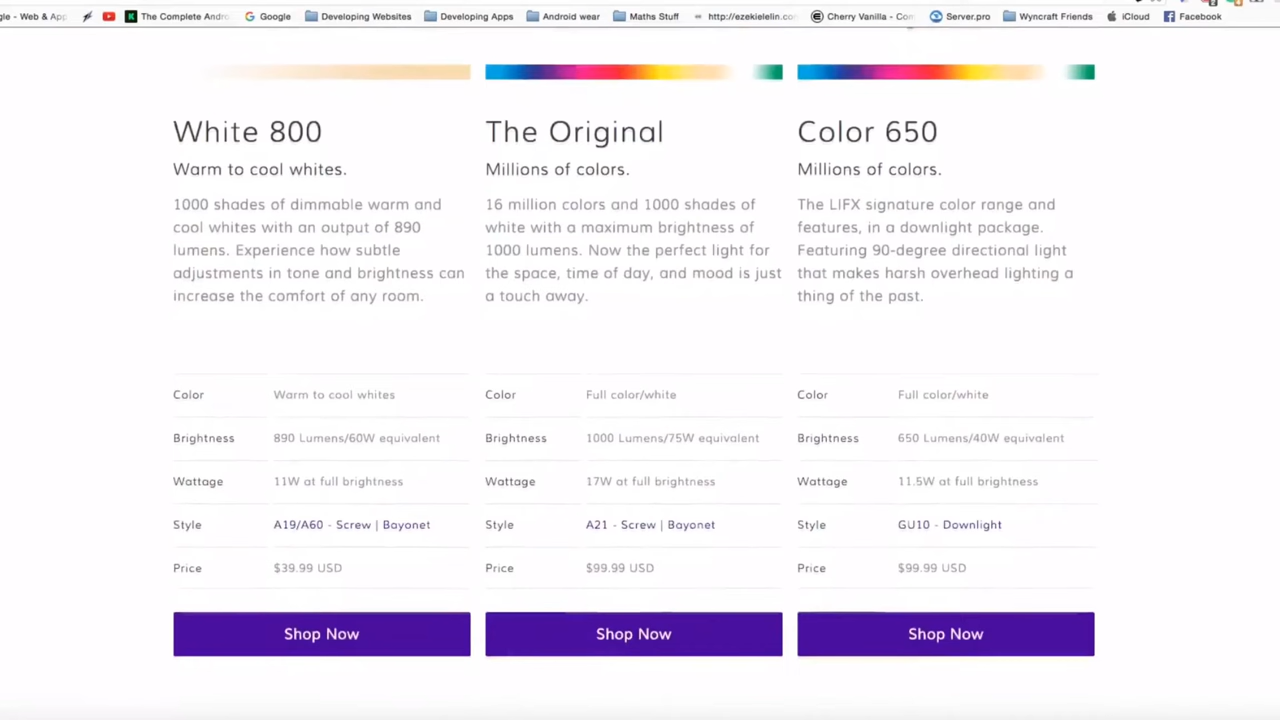 gle - Web & App
The Complete Andro
Google
Developing Websites
Developing Apps
Android wear
Maths Stuff
http://ezekielelin.co
Cherry Vanilla - Com
Server.pro
Wyncraft Friends
iCloud
Facebook
White 800
Warm to cool whites.
1000 shades of dimmable warm and
cool whites with an output of 890
lumens. Experience how subtle
adjustments in tone and brightness can
increase the comfort of any room.
Color Warm to cool whites
Brightness 890 Lumens/60W equivalent
Wattage 11W at full brightness
Style A19/A60 - Screw | Bayonet
Price $39.99 USD
Shop Now
The Original
Millions of colors.
16 million colors and 1000 shades of
white with a maximum brightness of
1000 lumens. Now the perfect light for
the space, time of day, and mood is just
a touch away.
Color Full color/white
Brightness 1000 Lumens/75W equivalent
Wattage 17W at full brightness
Style A21 - Screw | Bayonet
Price $99.99 USD
Shop Now
Color 650
Millions of colors.
The LIFX signature color range and
features, in a downlight package.
Featuring 90-degree directional light
that makes harsh overhead lighting a
thing of the past.
Color Full color/white
Brightness 650 Lumens/40W equivalent
Wattage 11.5W at full brightness
Style GU10 - Downlight
Price $99.99 USD
Shop Now